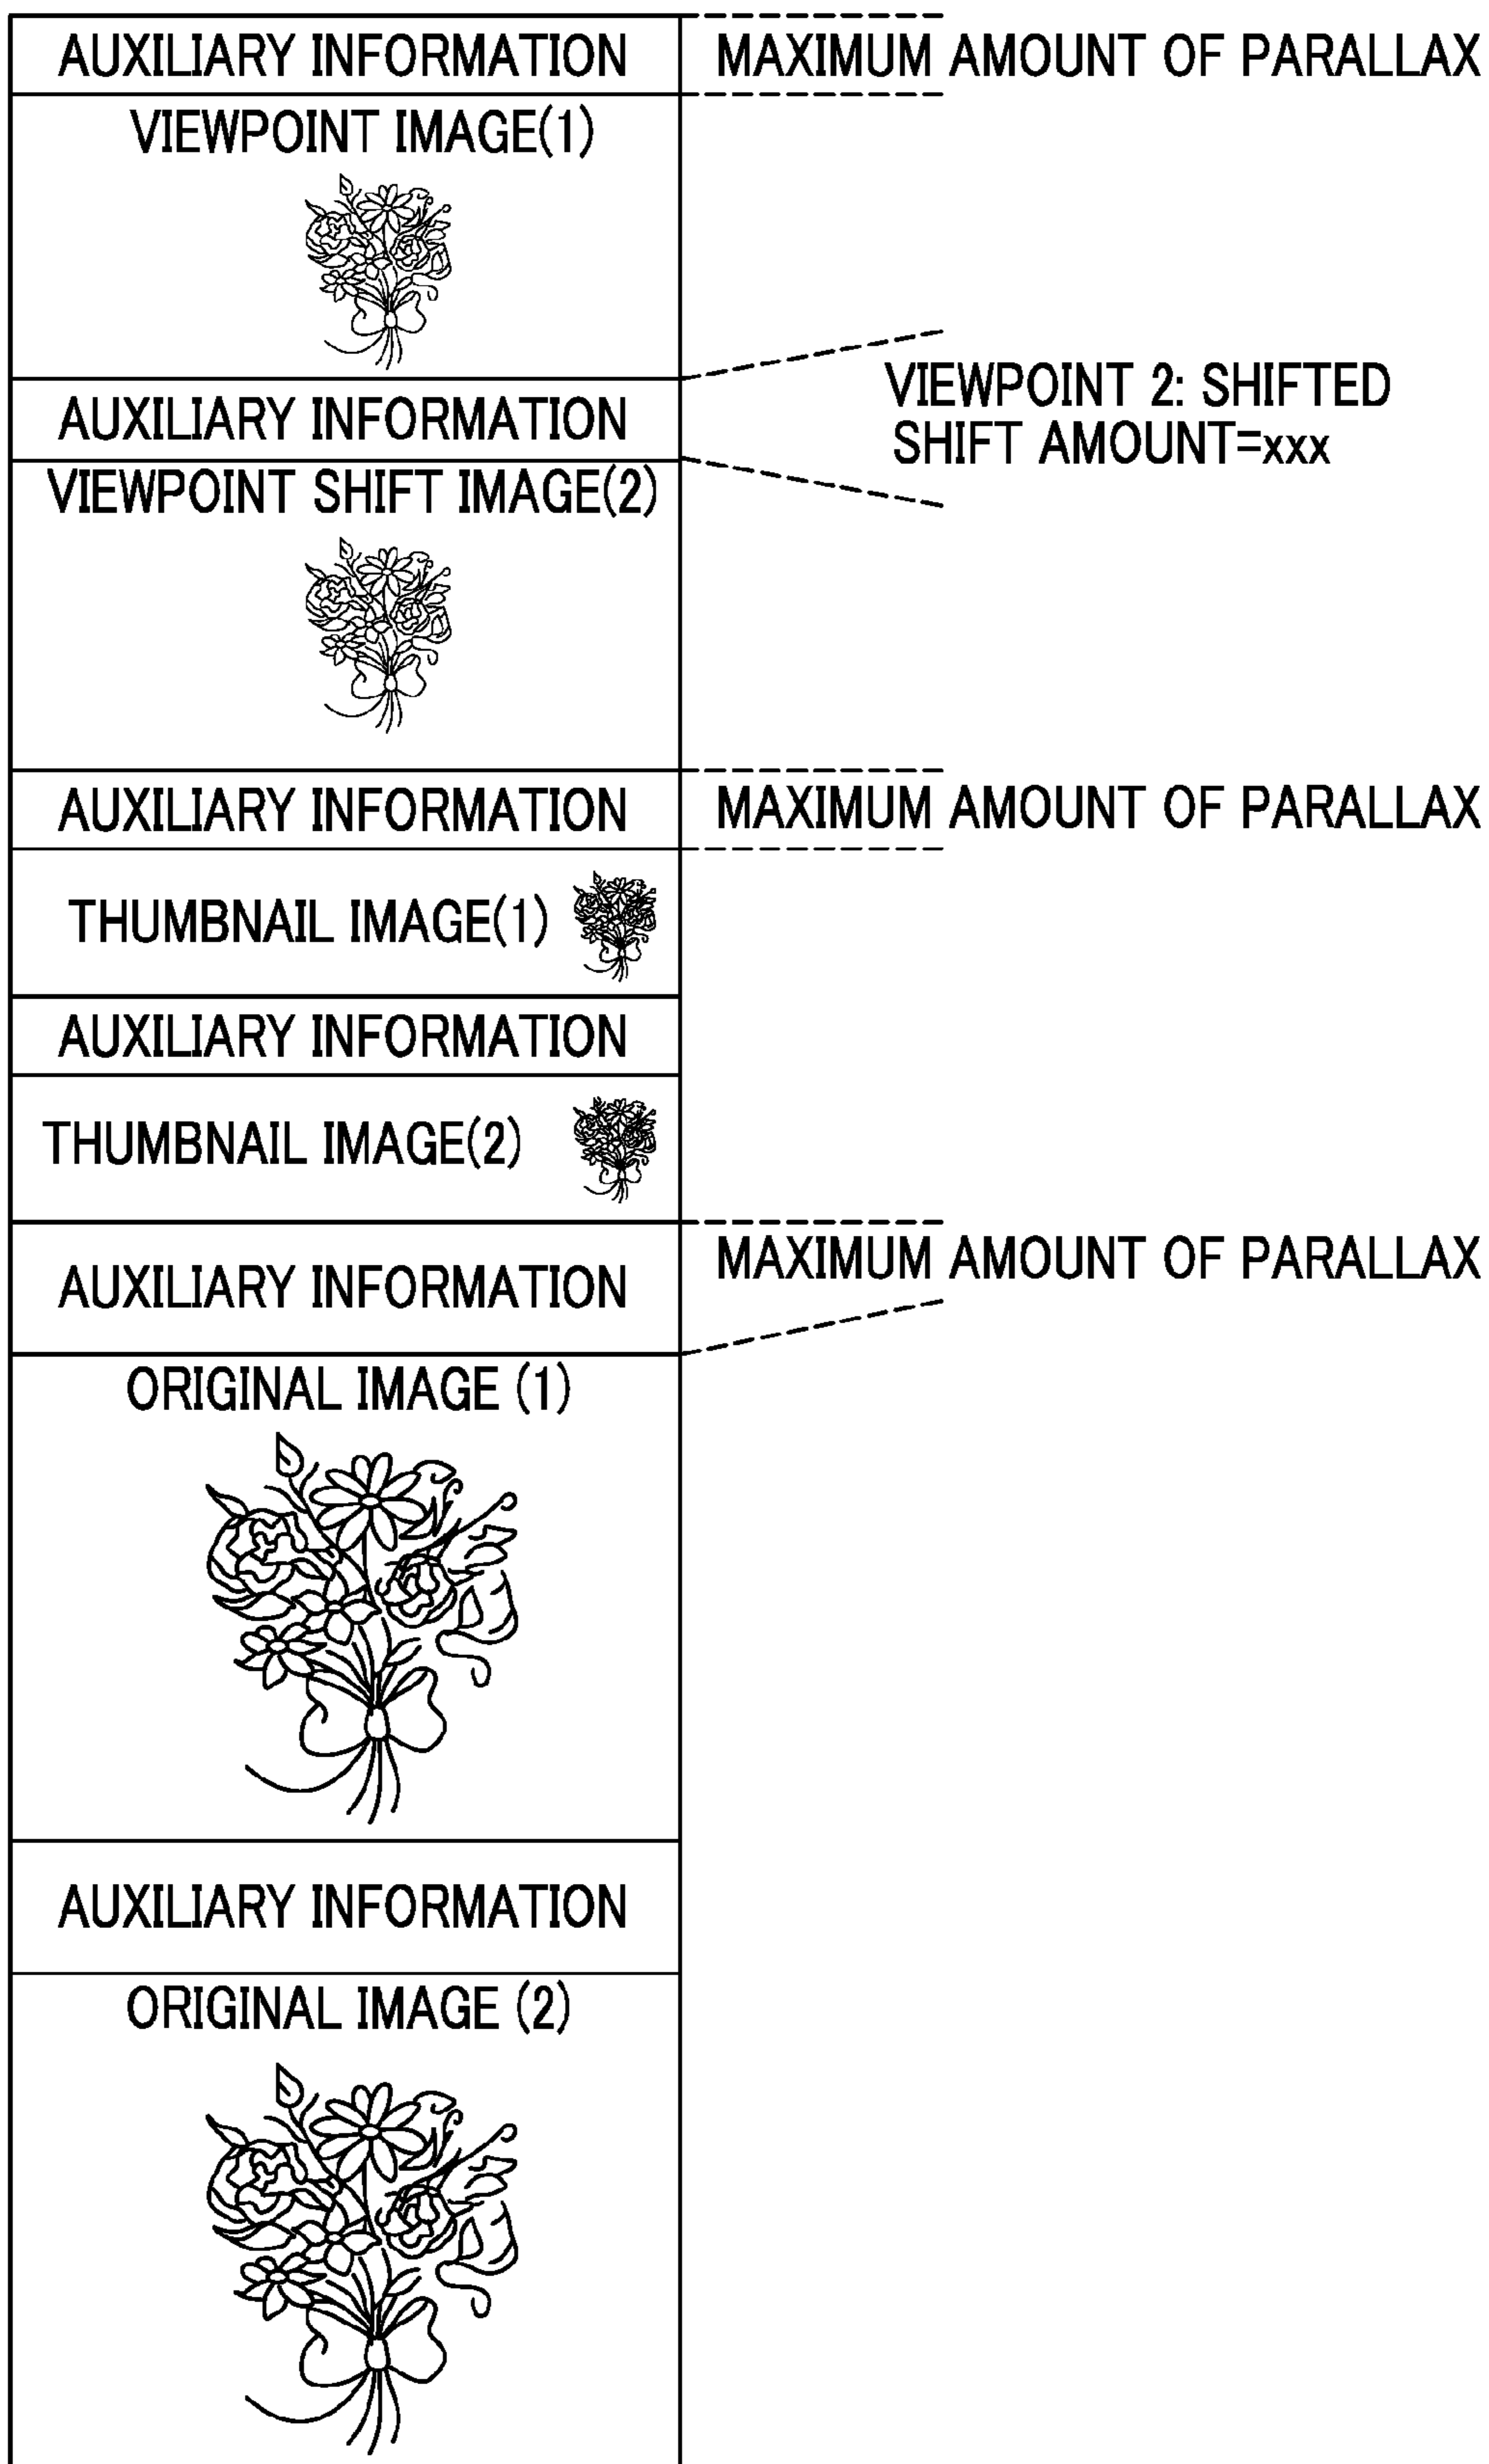 AUXILIARY INFORMATION
MAXIMUM AMOUNT OF PARALLAX
VIEWPOINT IMAGE(1)
AUXILIARY INFORMATION
VIEWPOINT 2: SHIFTED
SHIFT AMOUNT=xxx
VIEWPOINT SHIFT IMAGE(2)
AUXILIARY INFORMATION
MAXIMUM AMOUNT OF PARALLAX
THUMBNAIL IMAGE(1)
AUXILIARY INFORMATION
THUMBNAIL IMAGE(2)
AUXILIARY INFORMATION
MAXIMUM AMOUNT OF PARALLAX
ORIGINAL IMAGE (1)
AUXILIARY INFORMATION
ORIGINAL IMAGE (2)